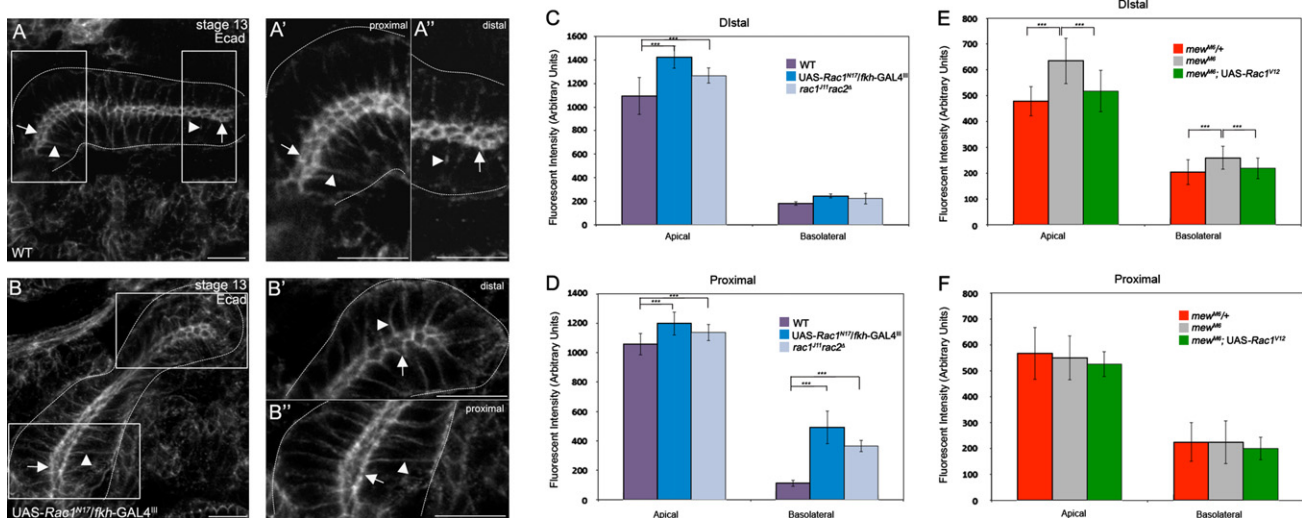 A
stage 13
Ecad
WT
A'
proximal
A''
distal
B
stage 13
Ecad
UAS-Rac1ᴺ¹⁷/fkh-GAL4ᴵᴵᴵ
B'
distal
B''
proximal
C
DIstal
Fluorescent Intensity (Arbitrary Units)
1600
1400
1200
1000
800
600
400
200
0
***
***
WT
UAS-Rac1ᴺ¹⁷/fkh-GAL4ᴵᴵᴵ
rac1ᴶ¹¹rac2ᐞ
Apical
Basolateral
D
Proximal
Fluorescent Intensity (Arbitrary Units)
1400
1200
1000
800
600
400
200
0
***
***
***
***
WT
UAS-Rac1ᴺ¹⁷/fkh-GAL4ᴵᴵᴵ
rac1ᴶ¹¹rac2ᐞ
Apical
Basolateral
E
DIstal
Fluorescent Intensity (Arbitrary Units)
800
700
600
500
400
300
200
100
0
***
***
***
***
mewᴹ⁶/+
mewᴹ⁶
mewᴹ⁶; UAS-Rac1ⱽ¹²
Apical
Basolateral
F
Proximal
Fluorescent Intensity (Arbitrary Units)
800
700
600
500
400
300
200
100
0
mewᴹ⁶/+
mewᴹ⁶
mewᴹ⁶; UAS-Rac1ⱽ¹²
Apical
Basolateral